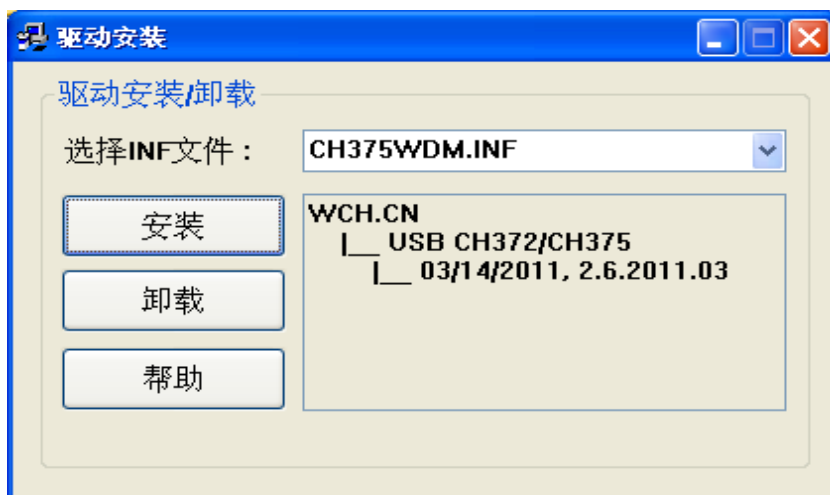 驱动安装
驱动安装/卸载
选择INF文件：
CH375WDM.INF
安装
卸载
帮助
WCH.CN
|__ USB CH372/CH375
|__ 03/14/2011, 2.6.2011.03